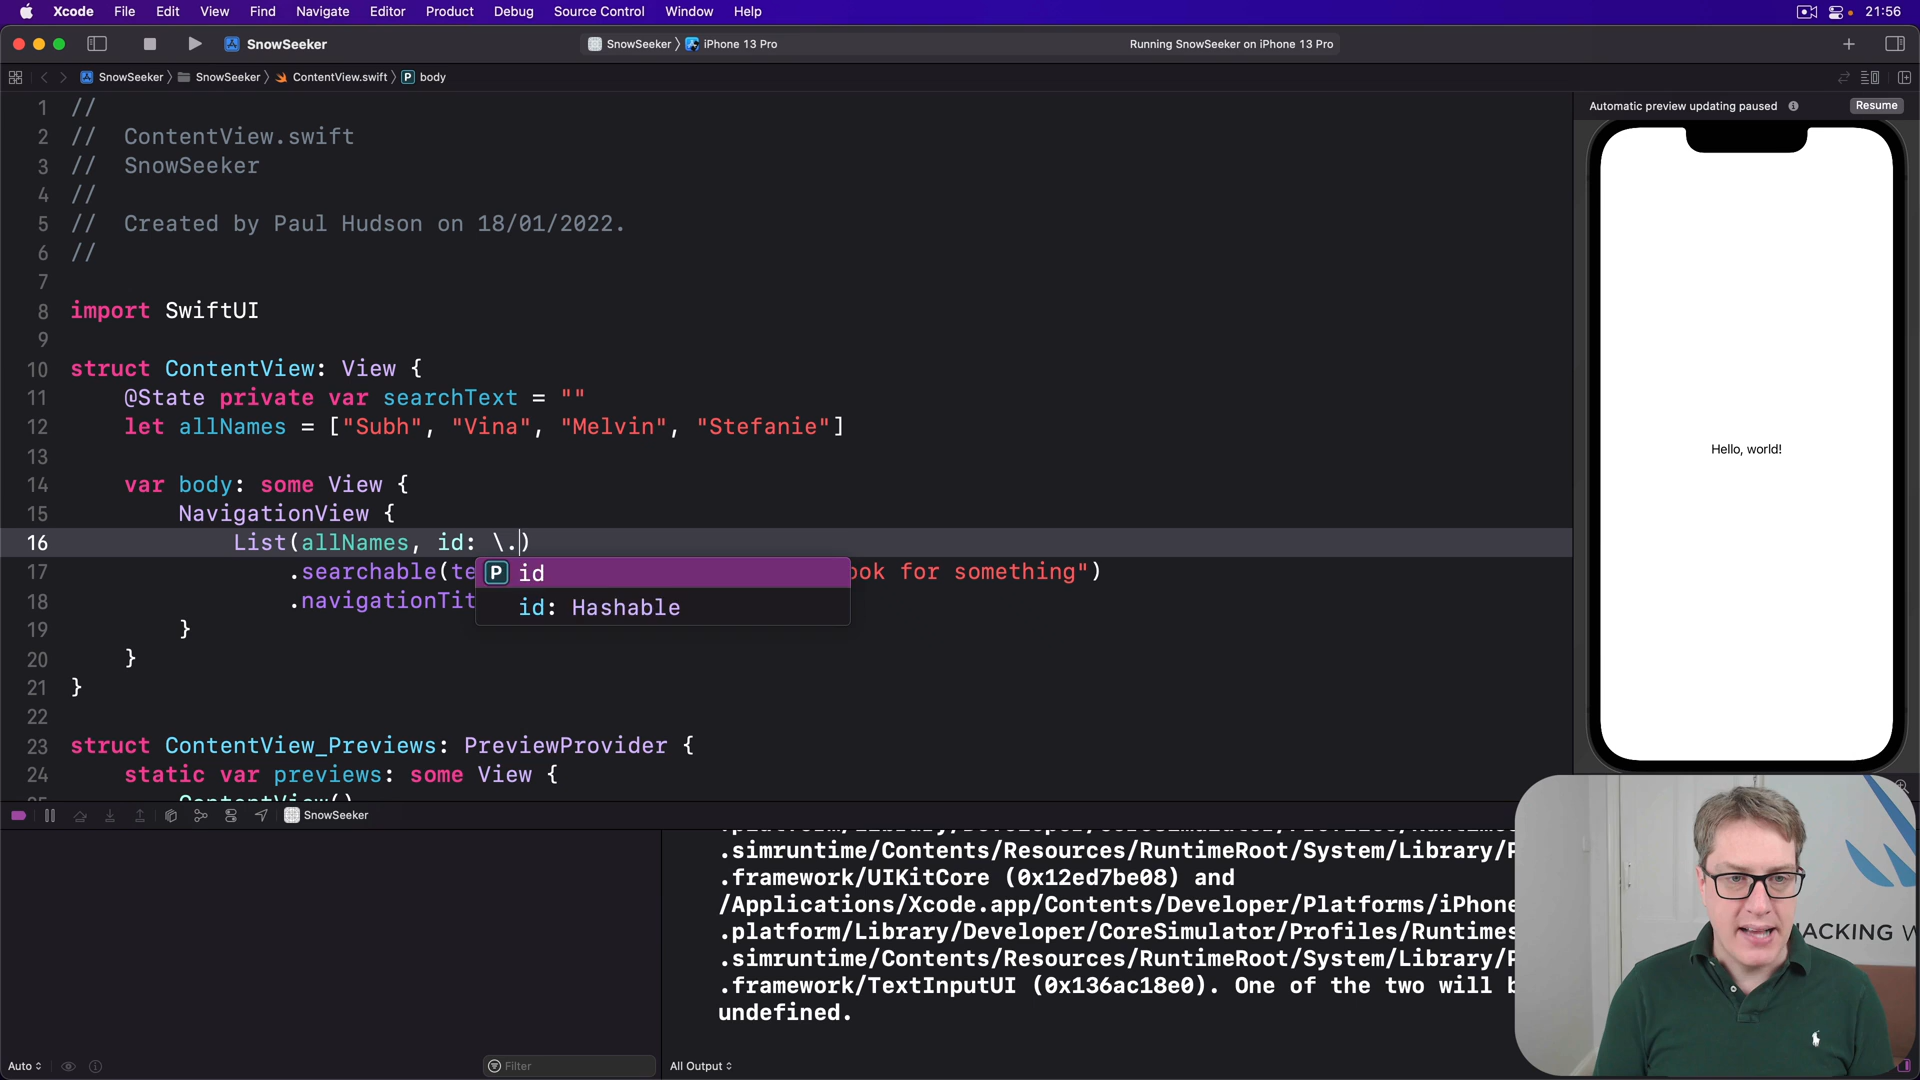 Xcode File Edit View Find Navigate Editor Product Debug Source Control Window Help 21:56
SnowSeeker SnowSeeker 〉 iPhone 13 Pro Running SnowSeeker on iPhone 13 Pro
SnowSeeker 〉 SnowSeeker 〉 ContentView.swift 〉 P body
Automatic preview updating paused Resume
1 //
2 // ContentView.swift
3 // SnowSeeker
4 //
5 // Created by Paul Hudson on 18/01/2022.
6 //
7
8 import SwiftUI
9
10 struct ContentView: View {
11 @State private var searchText = ""
12 let allNames = ["Subh", "Vina", "Melvin", "Stefanie"]
13
14 var body: some View {
15 NavigationView {
16 List(allNames, id: \.)
P id
17 .searchable(te ook for something")
18 .navigationTit
id: Hashable
19 }
20 }
21 }
22
23 struct ContentView_Previews: PreviewProvider {
24 static var previews: some View {
ContentView()
Hello, world!
SnowSeeker
.simruntime/Contents/Resources/RuntimeRoot/System/Library/
.framework/UIKitCore (0x12ed7be08) and
/Applications/Xcode.app/Contents/Developer/Platforms/iPhone
.platform/Library/Developer/CoreSimulator/Profiles/Runtimes
.simruntime/Contents/Resources/RuntimeRoot/System/Library/
.framework/TextInputUI (0x136ac18e0). One of the two will b
undefined.
HACKING W
Auto Filter All Output